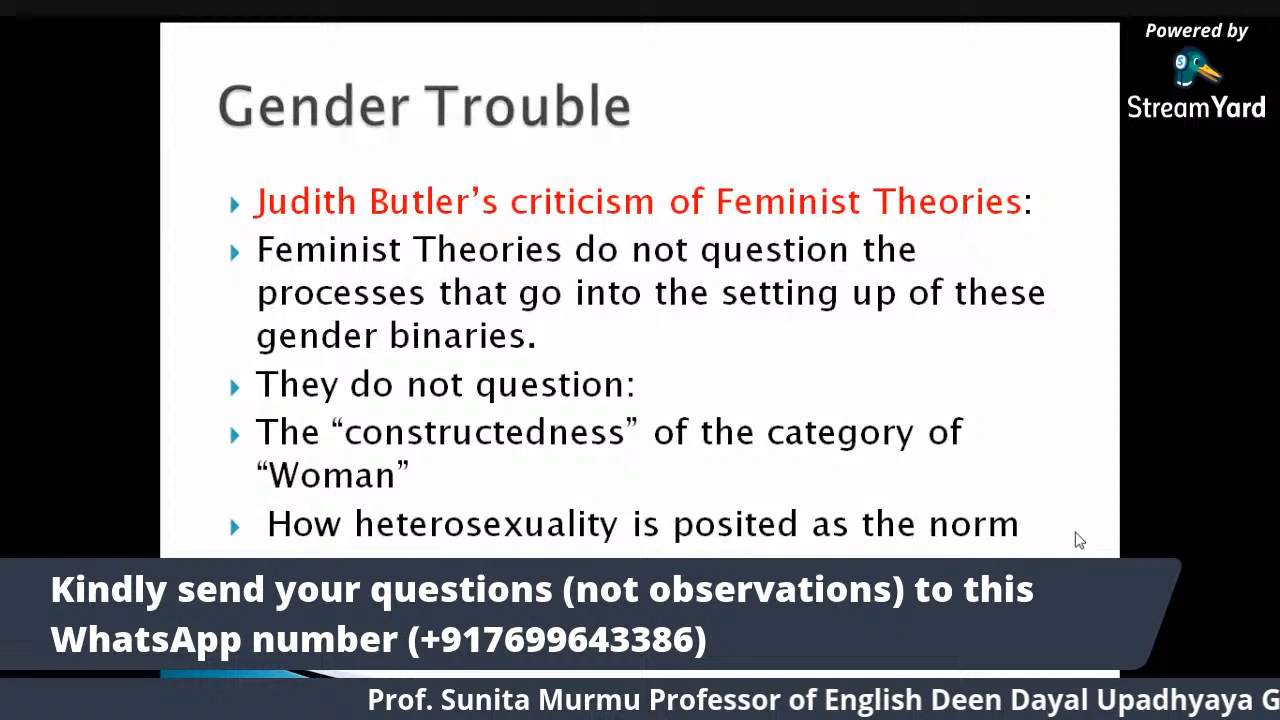 Powered by
StreamYard
Gender Trouble
Judith Butler’s criticism of Feminist Theories:
Feminist Theories do not question the
processes that go into the setting up of these
gender binaries.
They do not question:
The “constructedness” of the category of
“Woman”
How heterosexuality is posited as the norm
Kindly send your questions (not observations) to this
WhatsApp number (+917699643386)
Prof. Sunita Murmu Professor of English Deen Dayal Upadhyaya G